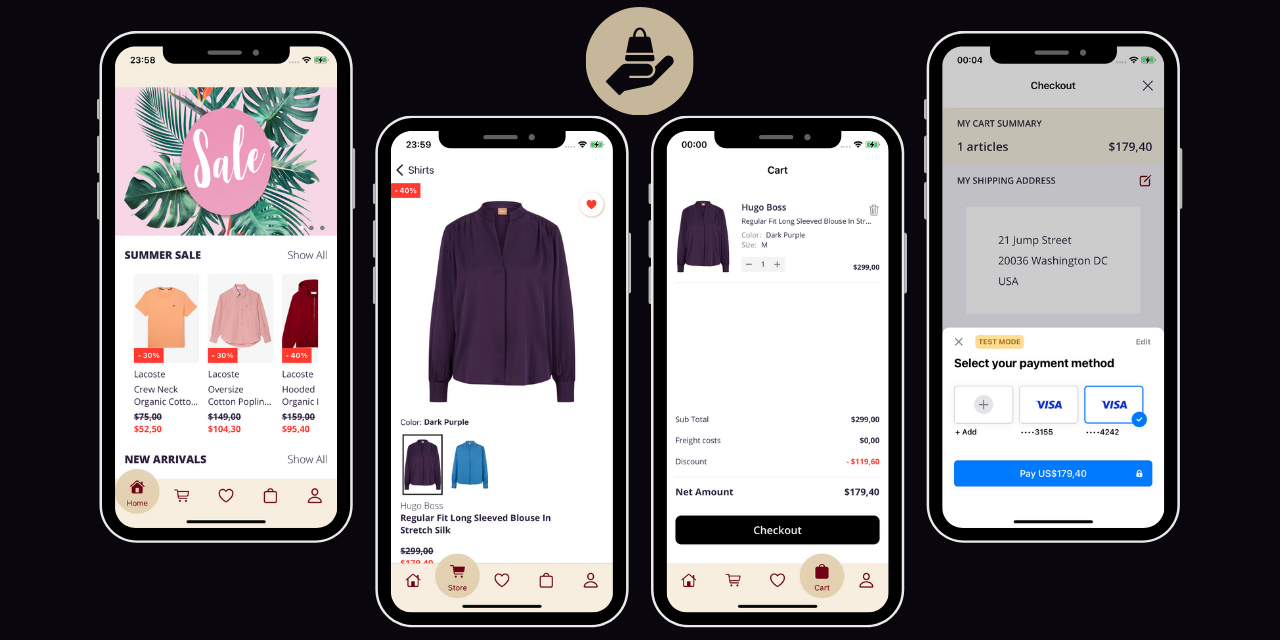 23:58
Sale
SUMMER SALE
Show All
- 30%
- 30%
- 40%
Lacoste
Lacoste
Lacoste
Crew Neck
Organic Cotto...
Oversize
Cotton Poplin...
Hooded
Organic
$75,00
$149,00
$159,00
$52,50
$104,30
$95,40
NEW ARRIVALS
Show All
Home
23:59
Shirts
- 40%
Color: Dark Purple
Hugo Boss
Regular Fit Long Sleeved Blouse In
Stretch Silk
$299,00
$179,40
Store
00:00
Cart
Hugo Boss
Regular Fit Long Sleeved Blouse In Str...
Color: Dark Purple
Size: M
1
$299,00
Sub Total
$299,00
Freight costs
$0,00
Discount
- $119,60
Net Amount
$179,40
Checkout
Cart
00:04
Checkout
MY CART SUMMARY
1 articles
$179,40
MY SHIPPING ADDRESS
21 Jump Street
20036 Washington DC
USA
TEST MODE
Edit
Select your payment method
VISA
VISA
+ Add
····3155
····4242
Pay US$179,40